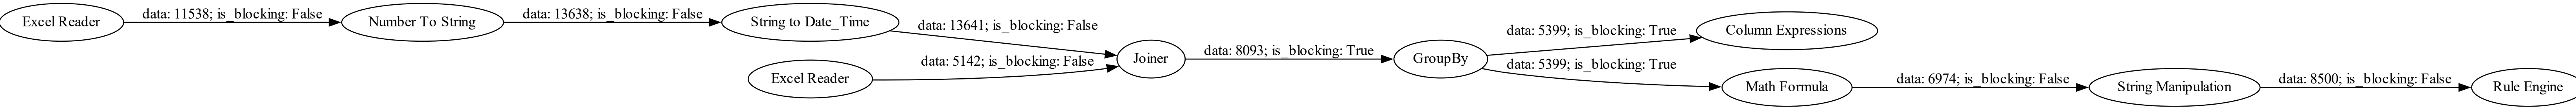 Excel Reader
data: 11538; is_blocking: False
Number To String
data: 13638; is_blocking: False
String to Date_Time
data: 13641; is_blocking: False
Excel Reader
data: 5142; is_blocking: False
Joiner
data: 8093; is_blocking: True
GroupBy
data: 5399; is_blocking: True
Column Expressions
data: 5399; is_blocking: True
Math Formula
data: 6974; is_blocking: False
String Manipulation
data: 8500; is_blocking: False
Rule Engine